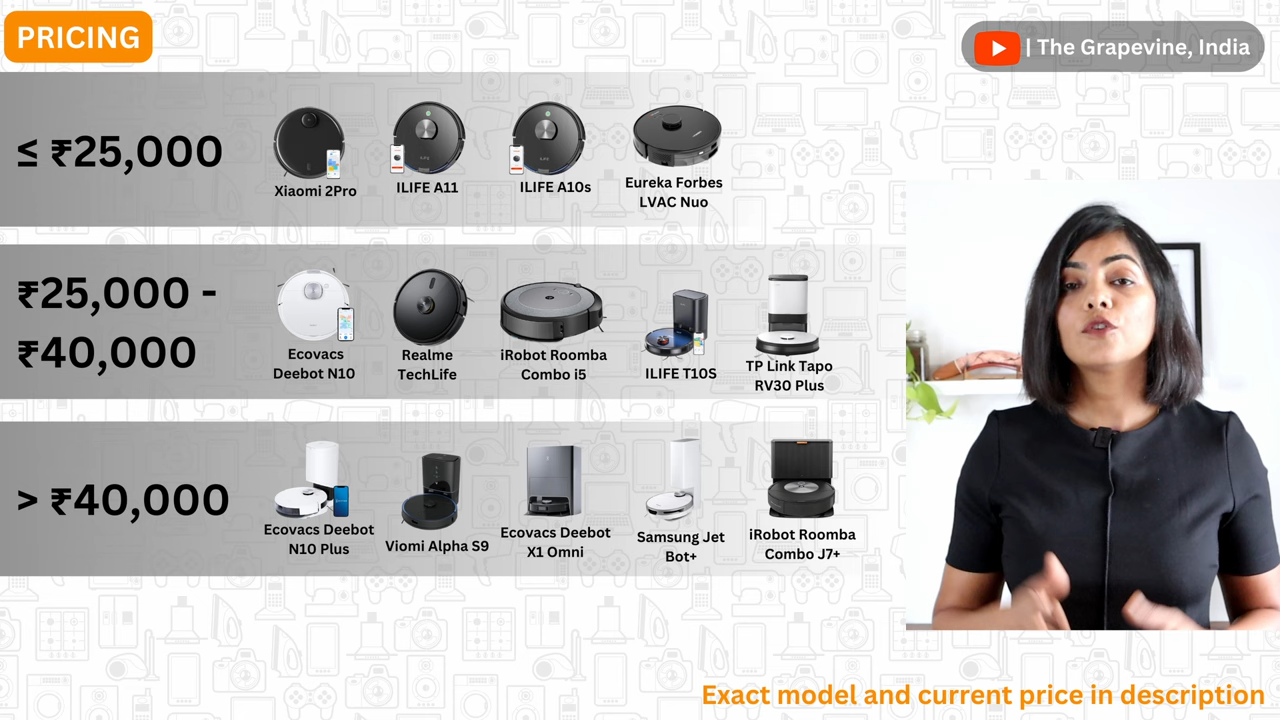 PRICING
| The Grapevine, India
≤ ₹25,000
Xiaomi 2Pro
ILIFE A11
ILIFE A10s
Eureka Forbes
LVAC Nuo
₹25,000 -
₹40,000
Ecovacs
Deebot N10
Realme
TechLife
iRobot Roomba
Combo i5
ILIFE T10S
TP Link Tapo
RV30 Plus
> ₹40,000
Ecovacs Deebot
N10 Plus
Viomi Alpha S9
Ecovacs Deebot
X1 Omni
Samsung Jet
Bot+
iRobot Roomba
Combo J7+
Exact model and current price in description